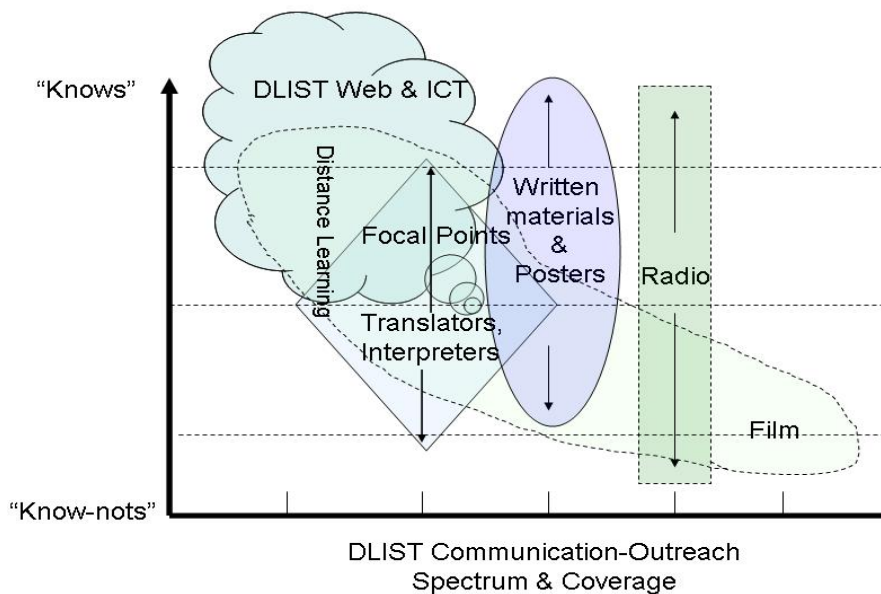 “Knows”
DLIST Web & ICT
Distance Learning
Focal Points
Translators,
Interpreters
Written
materials
&
Posters
Radio
Film
“Know-nots”
DLIST Communication-Outreach
Spectrum & Coverage